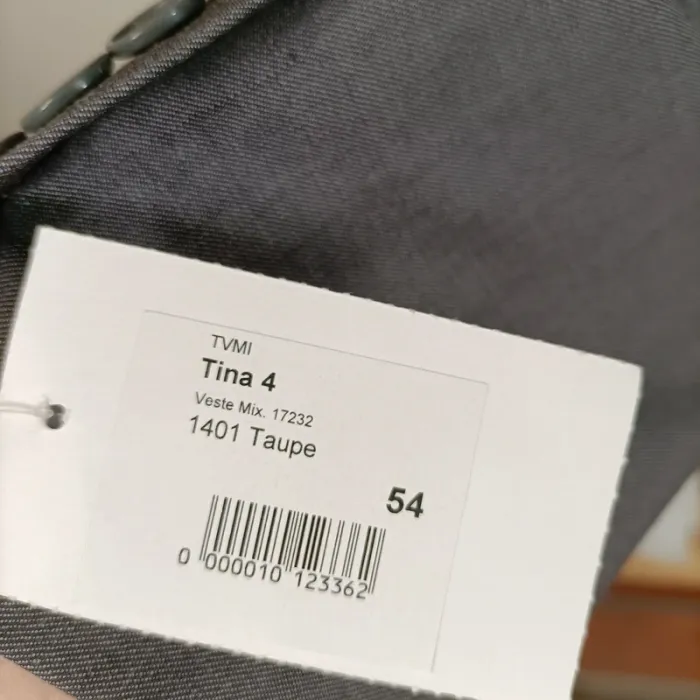 TVMI
Tina 4
Veste Mix. 17232
1401 Taupe
54
0 000010 123362